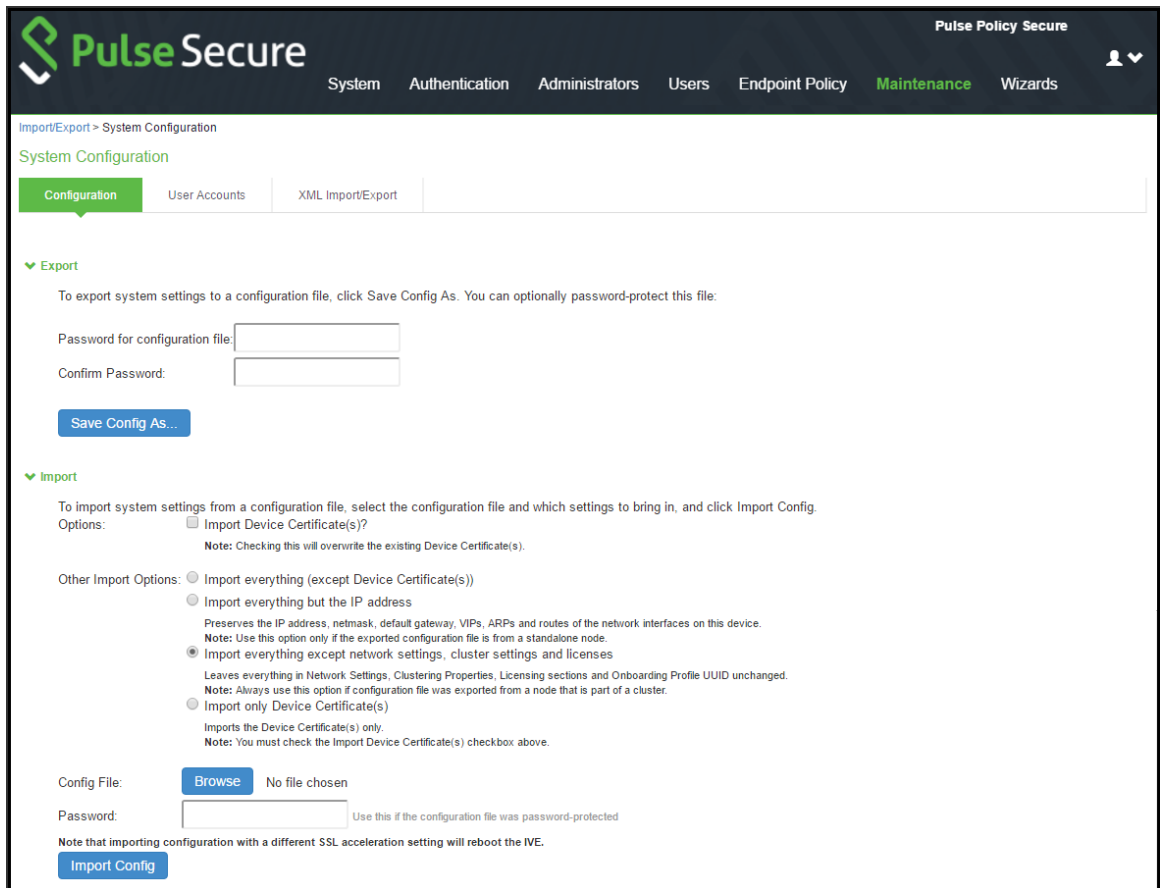 Pulse Policy Secure
Pulse Secure
System Authentication Administrators Users Endpoint Policy Maintenance Wizards
Import/Export > System Configuration
System Configuration
Configuration User Accounts XML Import/Export
Export
To export system settings to a configuration file, click Save Config As. You can optionally password-protect this file:
Password for configuration file:
Confirm Password:
Save Config As...
Import
To import system settings from a configuration file, select the configuration file and which settings to bring in, and click Import Config.
Options: Import Device Certificate(s)?
Note: Checking this will overwrite the existing Device Certificate(s).
Other Import Options: Import everything (except Device Certificate(s))
Import everything but the IP address
Preserves the IP address, netmask, default gateway, VIPs, ARPs and routes of the network interfaces on this device.
Note: Use this option only if the exported configuration file is from a standalone node.
Import everything except network settings, cluster settings and licenses
Leaves everything in Network Settings, Clustering Properties, Licensing sections and Onboarding Profile UUID unchanged.
Note: Always use this option if configuration file was exported from a node that is part of a cluster.
Import only Device Certificate(s)
Imports the Device Certificate(s) only.
Note: You must check the Import Device Certificate(s) checkbox above.
Config File: Browse No file chosen
Password: Use this if the configuration file was password-protected
Note that importing configuration with a different SSL acceleration setting will reboot the IVE.
Import Config